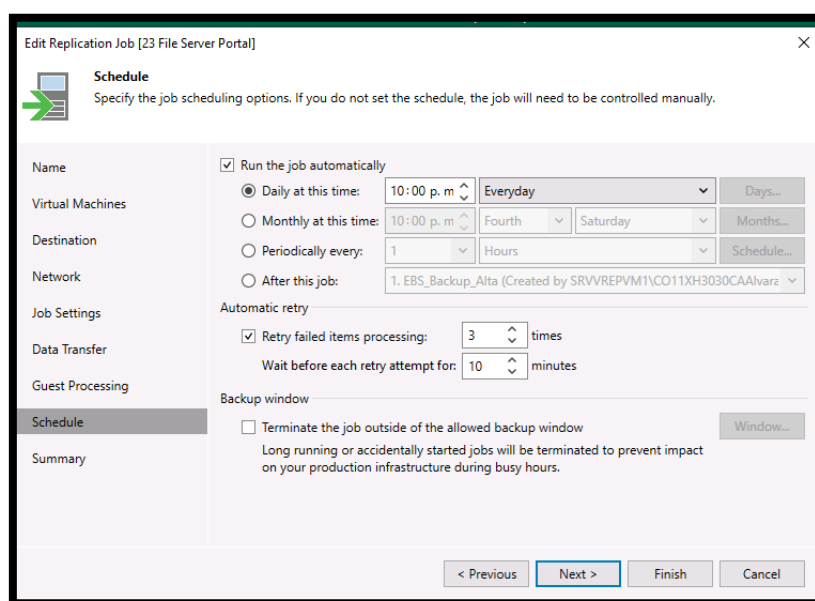 Edit Replication Job [23 File Server Portal]
Schedule
Specify the job scheduling options. If you do not set the schedule, the job will need to be controlled manually.
Name
Virtual Machines
Destination
Network
Job Settings
Data Transfer
Guest Processing
Schedule
Summary
Run the job automatically
Daily at this time: 10:00 p. m Everyday Days...
Monthly at this time: 10:00 p. m Fourth Saturday Months...
Periodically every: 1 Hours Schedule...
After this job: 1. EBS_Backup_Alta (Created by SRVVREPVM1\CO11XH3030CAAlvara
Automatic retry
Retry failed items processing: 3 times
Wait before each retry attempt for: 10 minutes
Backup window
Terminate the job outside of the allowed backup window Window...
Long running or accidentally started jobs will be terminated to prevent impact
on your production infrastructure during busy hours.
< Previous Next > Finish Cancel